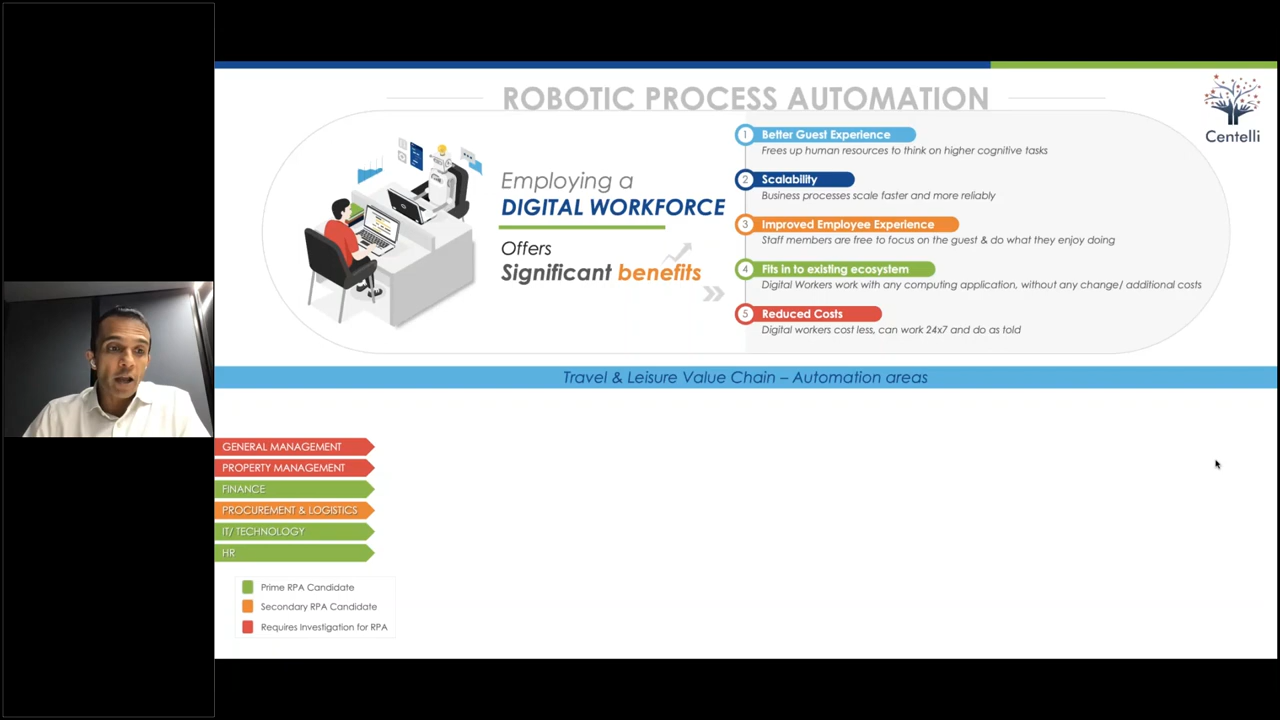 ROBOTIC PROCESS AUTOMATION
Centelli
Employing a
DIGITAL WORKFORCE
Offers
Significant benefits
1 Better Guest Experience
Frees up human resources to think on higher cognitive tasks
2 Scalability
Business processes scale faster and more reliably
3 Improved Employee Experience
Staff members are free to focus on the guest & do what they enjoy doing
4 Fits in to existing ecosystem
Digital Workers work with any computing application, without any change/ additional costs
5 Reduced Costs
Digital workers cost less, can work 24x7 and do as told
Travel & Leisure Value Chain – Automation areas
GENERAL MANAGEMENT
PROPERTY MANAGEMENT
FINANCE
PROCUREMENT & LOGISTICS
IT/ TECHNOLOGY
HR
Prime RPA Candidate
Secondary RPA Candidate
Requires Investigation for RPA